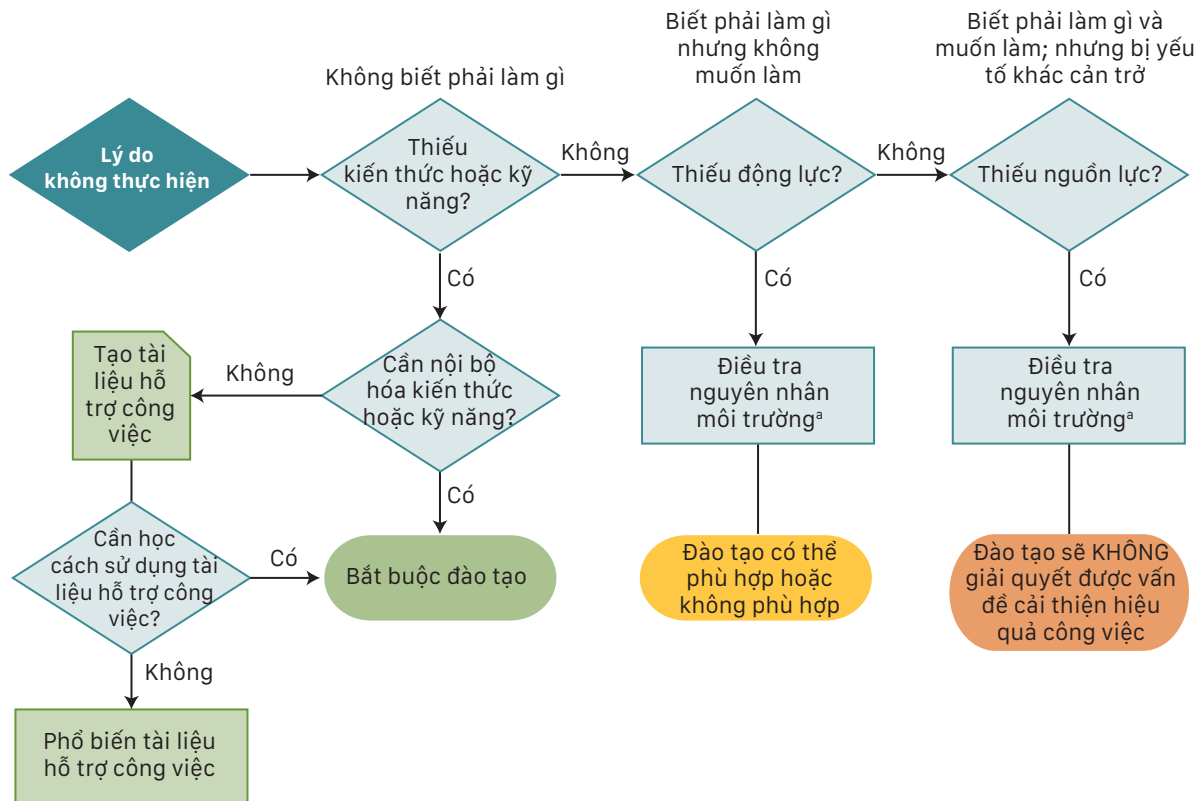 Không biết phải làm gì
Biết phải làm gì
nhưng không
muốn làm
Biết phải làm gì và
muốn làm; nhưng bị yếu
tố khác cản trở
Lý do
không thực hiện
Thiếu
kiến thức hoặc kỹ
năng?
Không
Thiếu động lực?
Không
Thiếu nguồn lực?
Có
Có
Có
Tạo tài
liệu hỗ
trợ công
việc
Không
Cần nội bộ
hóa kiến thức
hoặc kỹ năng?
Điều tra
nguyên nhân
môi trườngᵃ
Điều tra
nguyên nhân
môi trườngᵃ
Có
Cần học
cách sử dụng tài
liệu hỗ trợ công
việc?
Có
Bắt buộc đào tạo
Đào tạo có thể
phù hợp hoặc
không phù hợp
Đào tạo sẽ KHÔNG
giải quyết được vấn
đề cải thiện hiệu
quả công việc
Không
Phổ biến tài liệu
hỗ trợ công việc